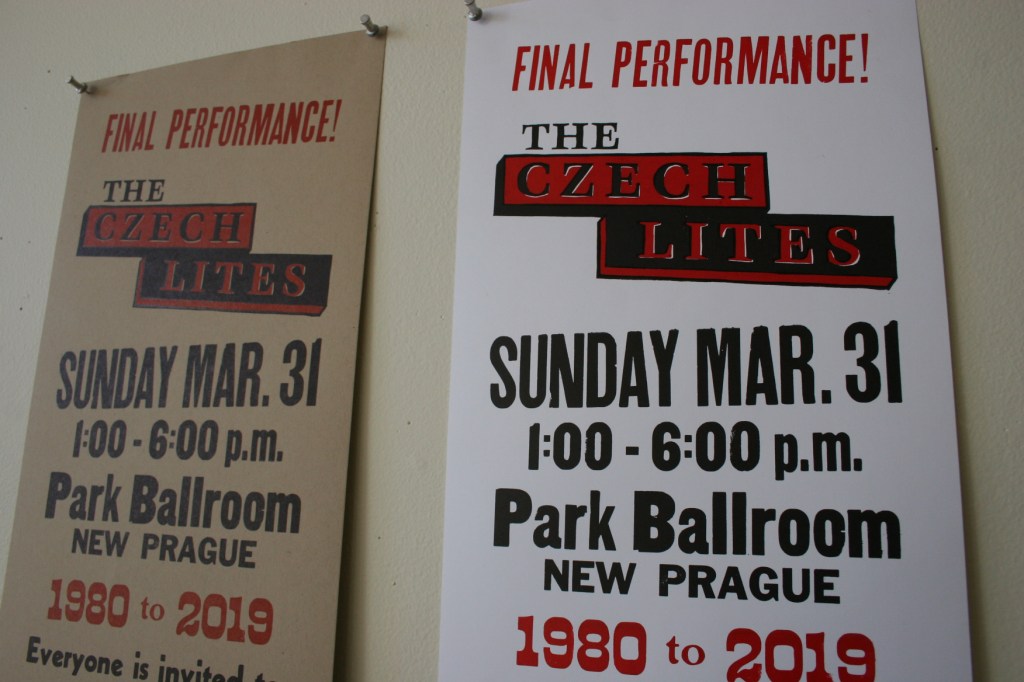 FINAL PERFORMANCE!
THE
CZECH
LITES
SUNDAY MAR. 31
1:00 - 6:00 p.m.
Park Ballroom
NEW PRAGUE
1980 to 2019
Everyone is invited to
FINAL PERFORMANCE!
THE
CZECH
LITES
SUNDAY MAR. 31
1:00 - 6:00 p.m.
Park Ballroom
NEW PRAGUE
1980 to 2019